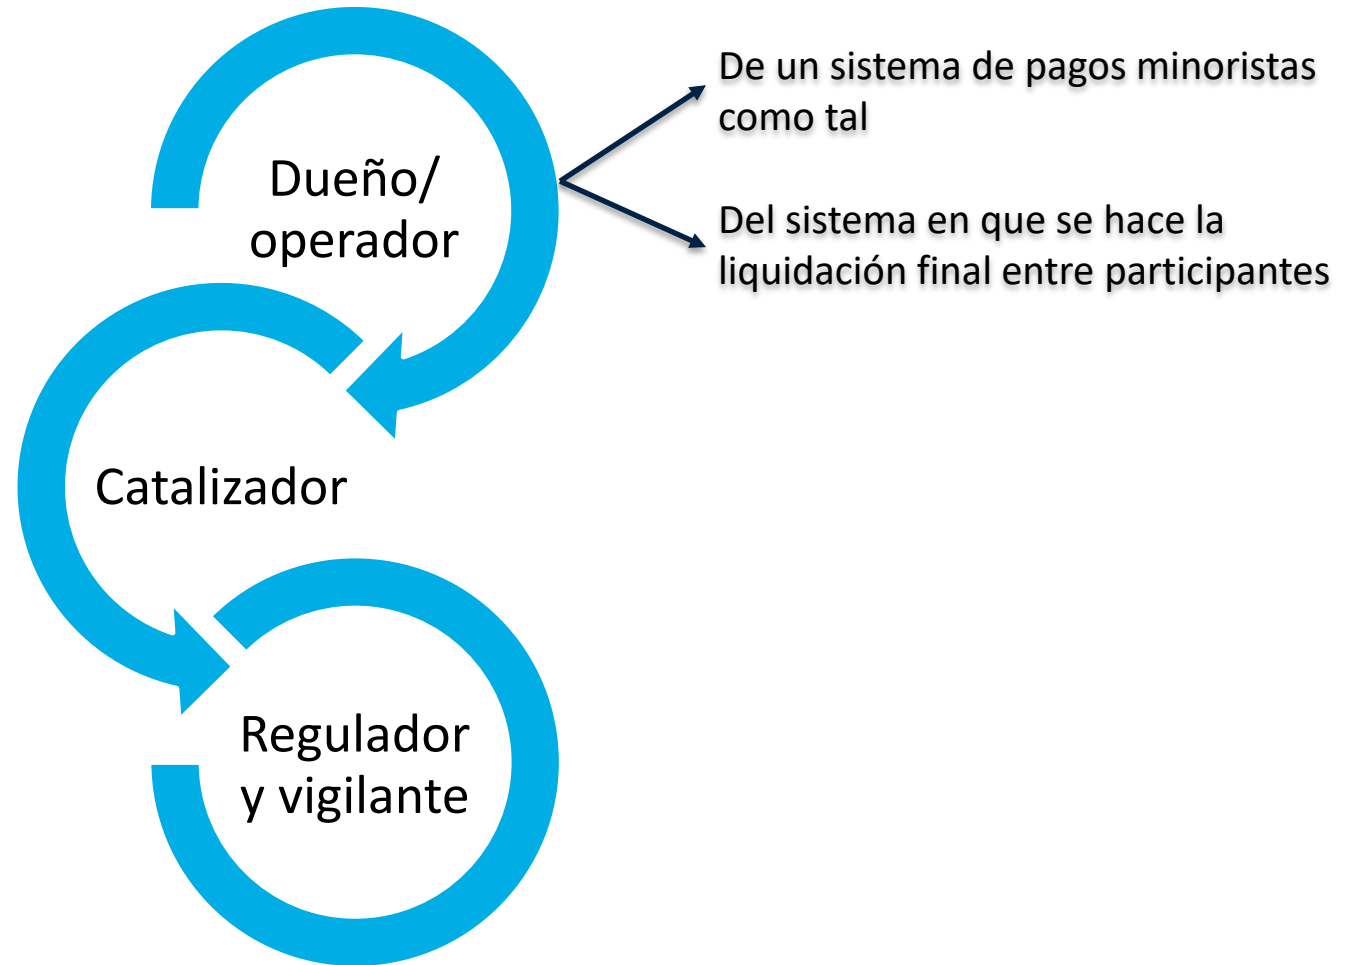 Dueño/
operador
De un sistema de pagos minoristas
como tal
Del sistema en que se hace la
liquidación final entre participantes
Catalizador
Regulador
y vigilante